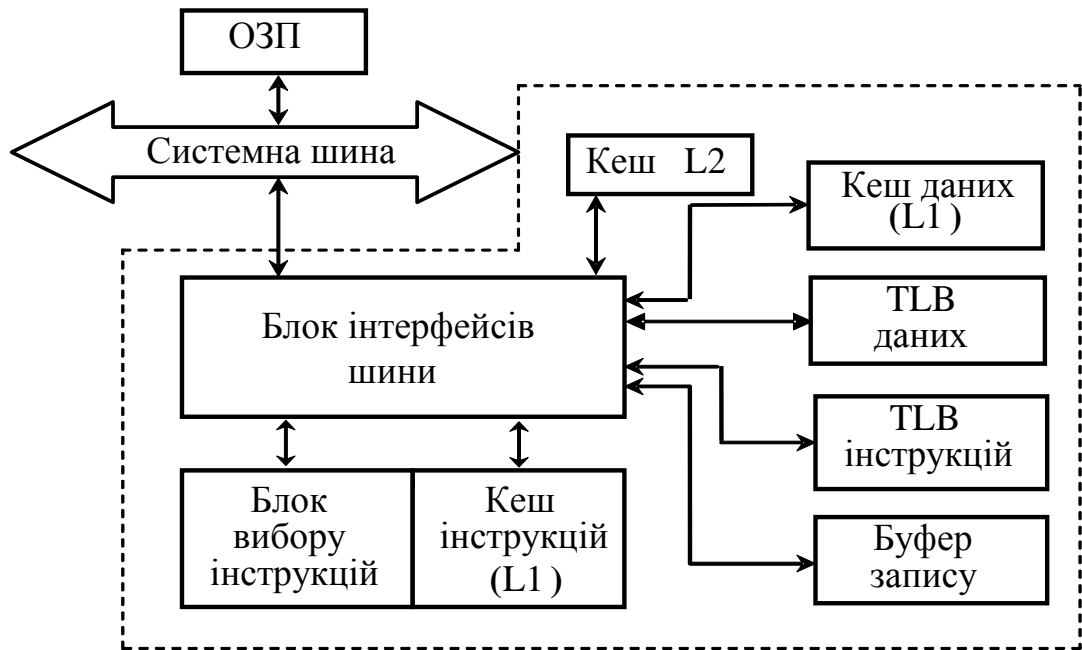 ОЗП
Системна шина
Кеш L2
Кеш даних
(L1)
Блок інтерфейсів
шини
TLB
даних
TLB
інструкцій
Блок
вибору
інструкцій
Кеш
інструкцій
(L1)
Буфер
запису